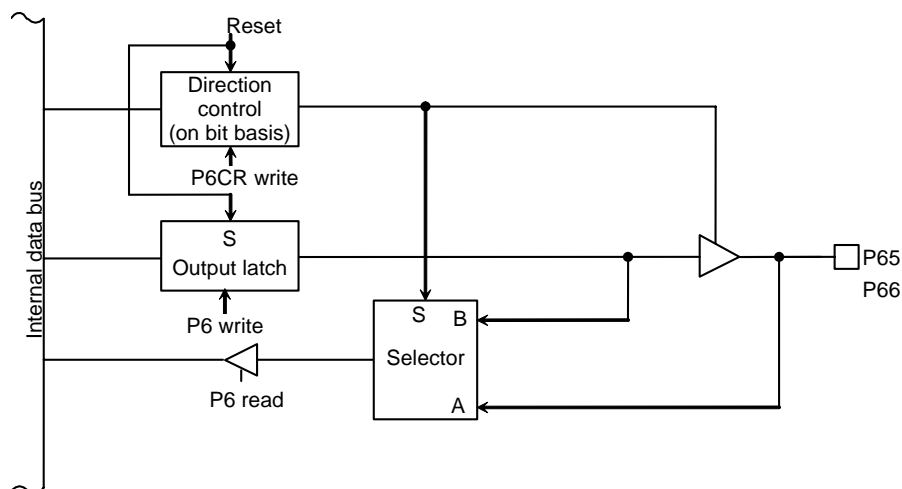 Reset
Direction
control
(on bit basis)
P6CR write
Internal data bus
S
Output latch
P6 write
P65
P66
S
B
Selector
A
P6 read